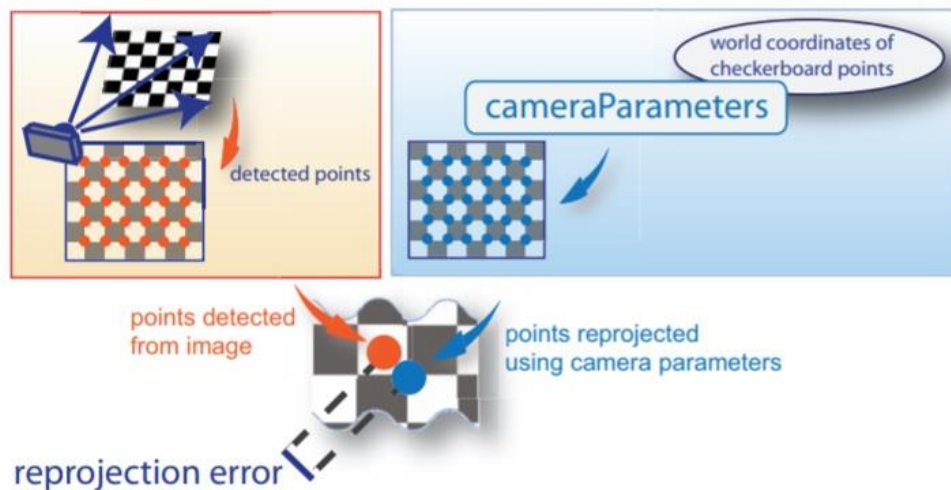 world coordinates of
checkerboard points
cameraParameters
detected points
points detected
from image
points reprojected
using camera parameters
reprojection error